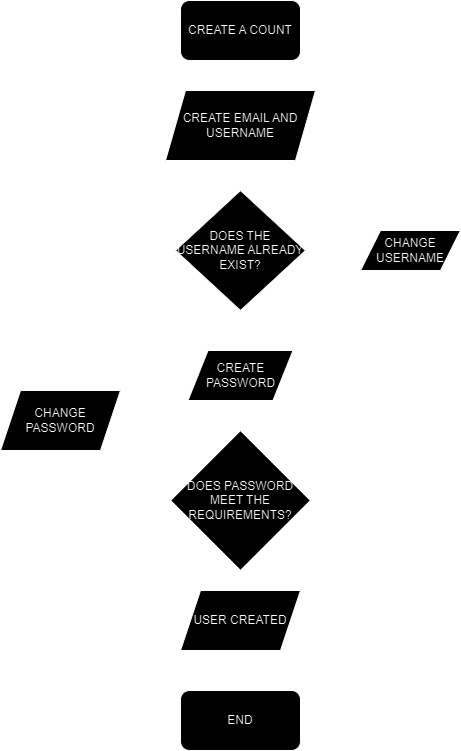 CREATE A COUNT
CREATE EMAIL AND
USERNAME
DOES THE
USERNAME ALREADY
EXIST?
CHANGE
USERNAME
CREATE
PASSWORD
CHANGE
PASSWORD
DOES PASSWORD
MEET THE
REQUIREMENTS?
USER CREATED
END